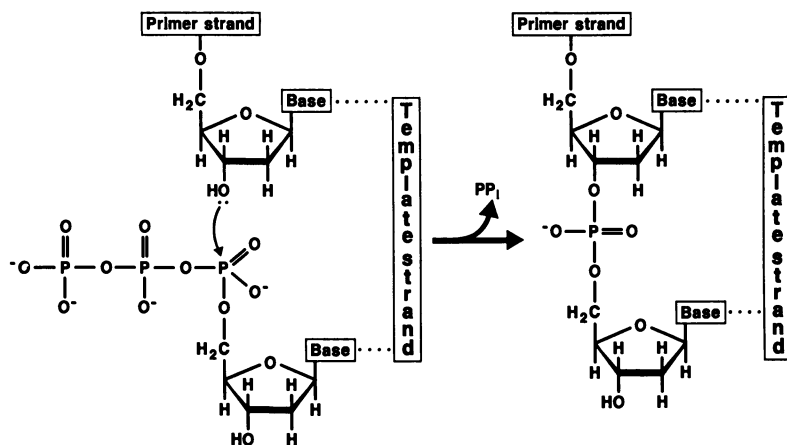 Primer strand
O
H₂C
Base
O
H H
H H
HO
Template strand
O O O
⁻O P O P O P
O⁻ O⁻ O⁻
O
H₂C
Base
O
H H
H H
HO
PPᵢ
Primer strand
O
H₂C
Base
O
H H
H H
O
⁻O P O
O
Template strand
H₂C
Base
O
H H
H H
HO